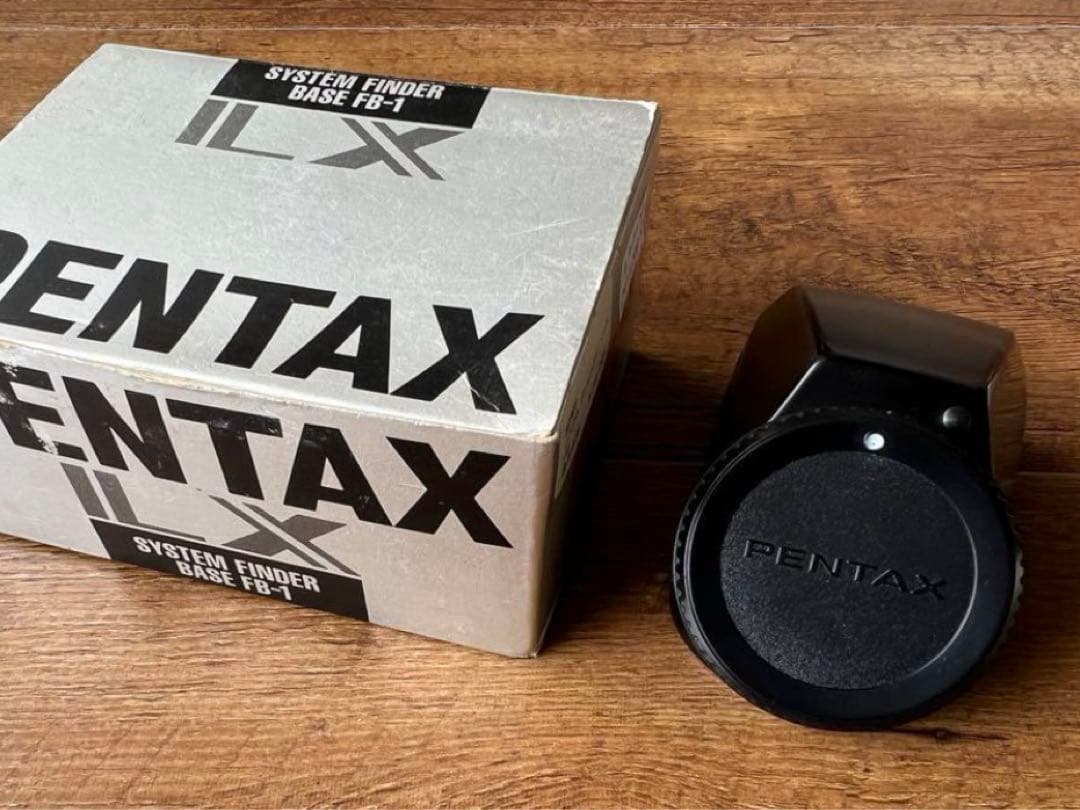 SYSTEM FINDER
BASE FB-1
LX
PENTAX
PENTAX
LX
SYSTEM FINDER
BASE FB-1
PENTAX